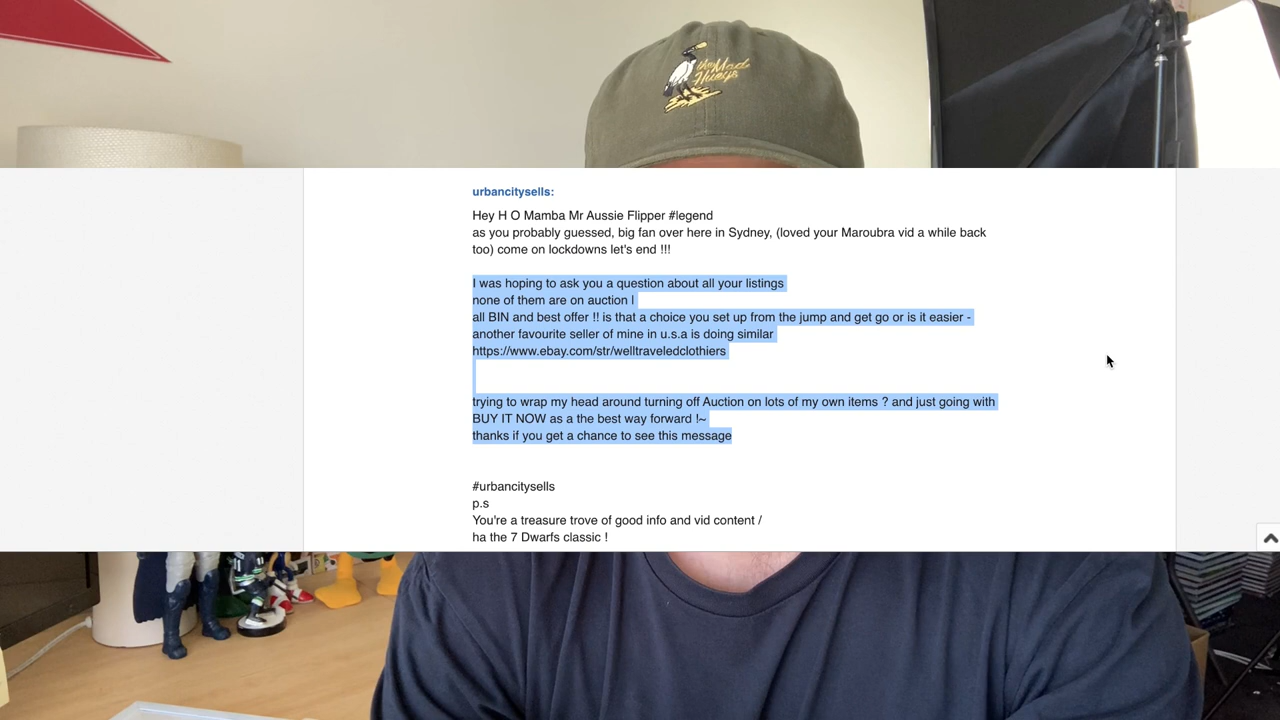 the Mad
Hueys
urbancitysells:
Hey H O Mamba Mr Aussie Flipper #legend
as you probably guessed, big fan over here in Sydney, (loved your Maroubra vid a while back
too) come on lockdowns let's end !!!
I was hoping to ask you a question about all your listings
none of them are on auction |
all BIN and best offer !! is that a choice you set up from the jump and get go or is it easier -
another favourite seller of mine in u.s.a is doing similar
https://www.ebay.com/str/welltraveledclothiers
trying to wrap my head around turning off Auction on lots of my own items ? and just going with
BUY IT NOW as a the best way forward !~
thanks if you get a chance to see this message
#urbancitysells
p.s
You're a treasure trove of good info and vid content /
ha the 7 Dwarfs classic !